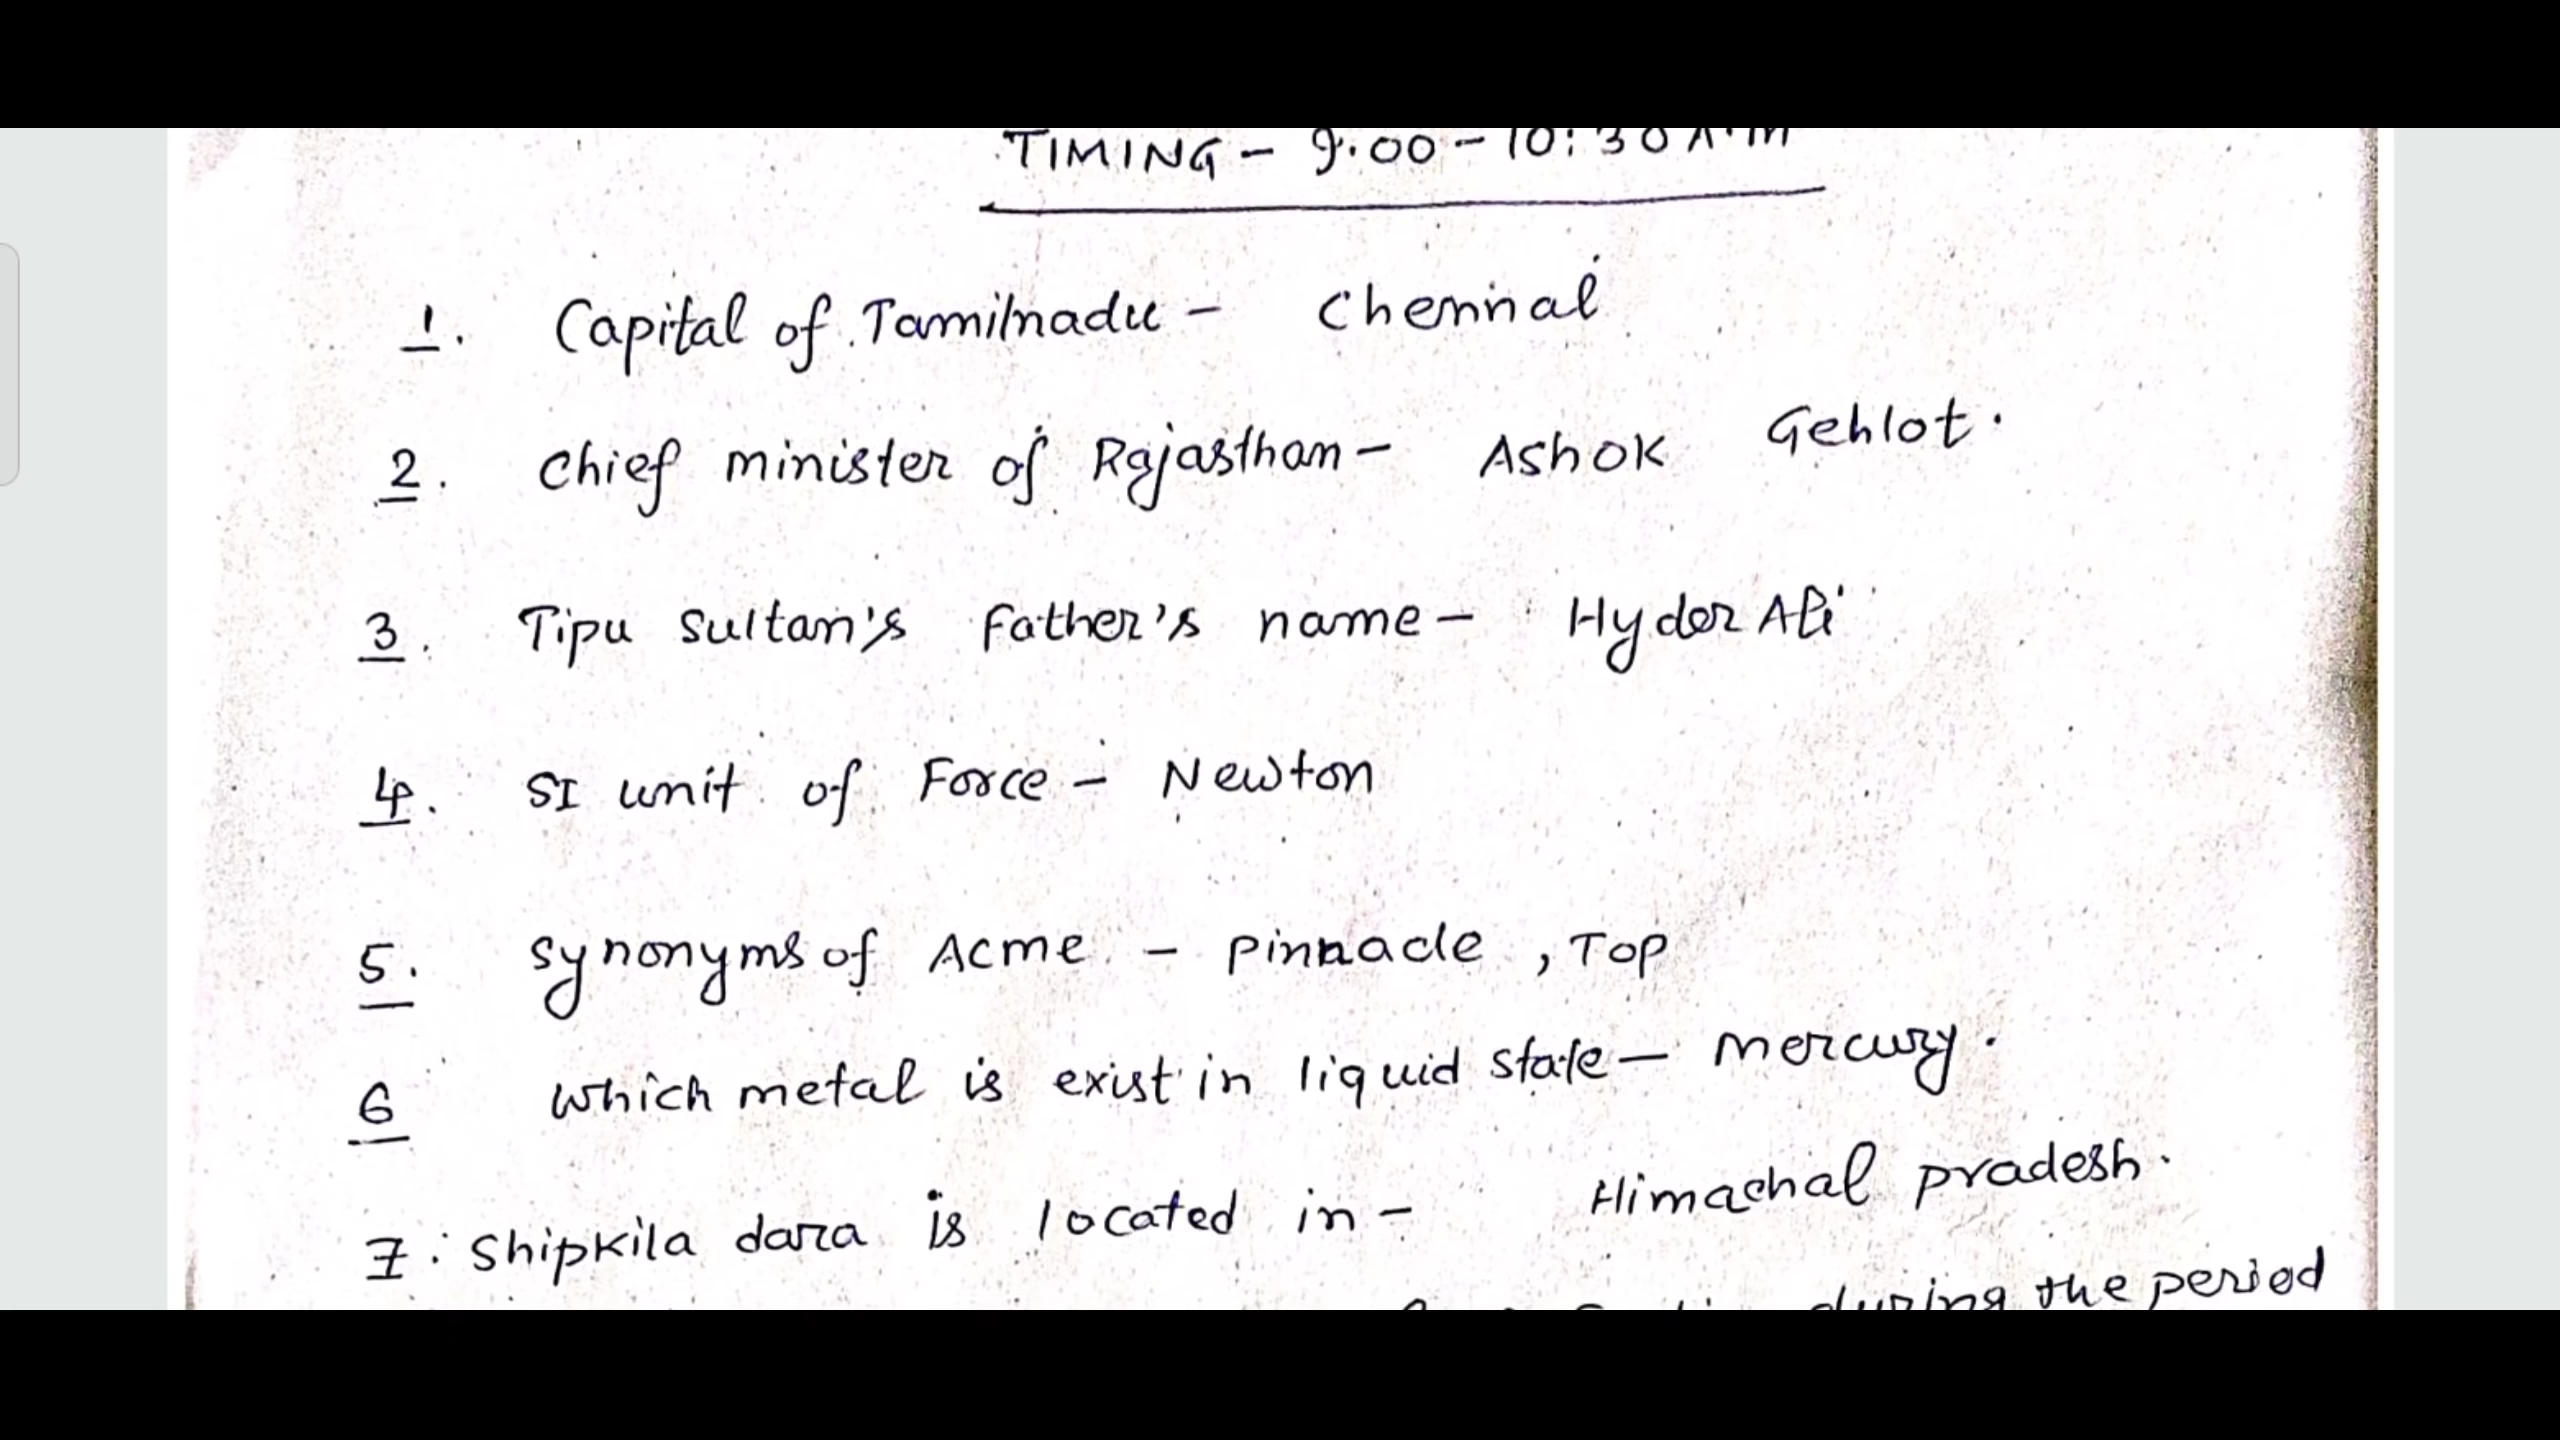 TIMING - 9.00 - 10:30 A.M
1. Capital of Tamilnadu - Chennai
2. Chief minister of Rajasthan - Ashok Gehlot.
3. Tipu Sultan's Father's name - Hyder Ali
4. SI unit of Force - Newton
5. Synonyms of Acme - Pinnacle, Top
6 Which metal is exist in liquid state - Mercury.
7. Shipkila dara is located in - Himachal pradesh.
during the period